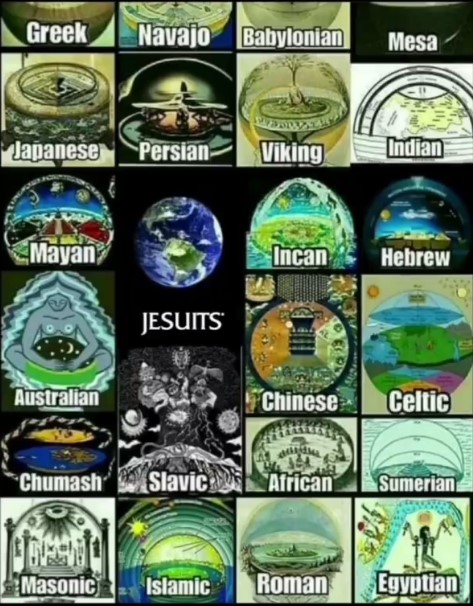 Greek
Navajo
Babylonian
Mesa
Japanese
Persian
Viking
Indian
Mayan
Incan
Hebrew
JESUITS
Australian
Chinese
Celtic
Chumash
Slavic
African
Sumerian
Masonic
Islamic
Roman
Egyptian